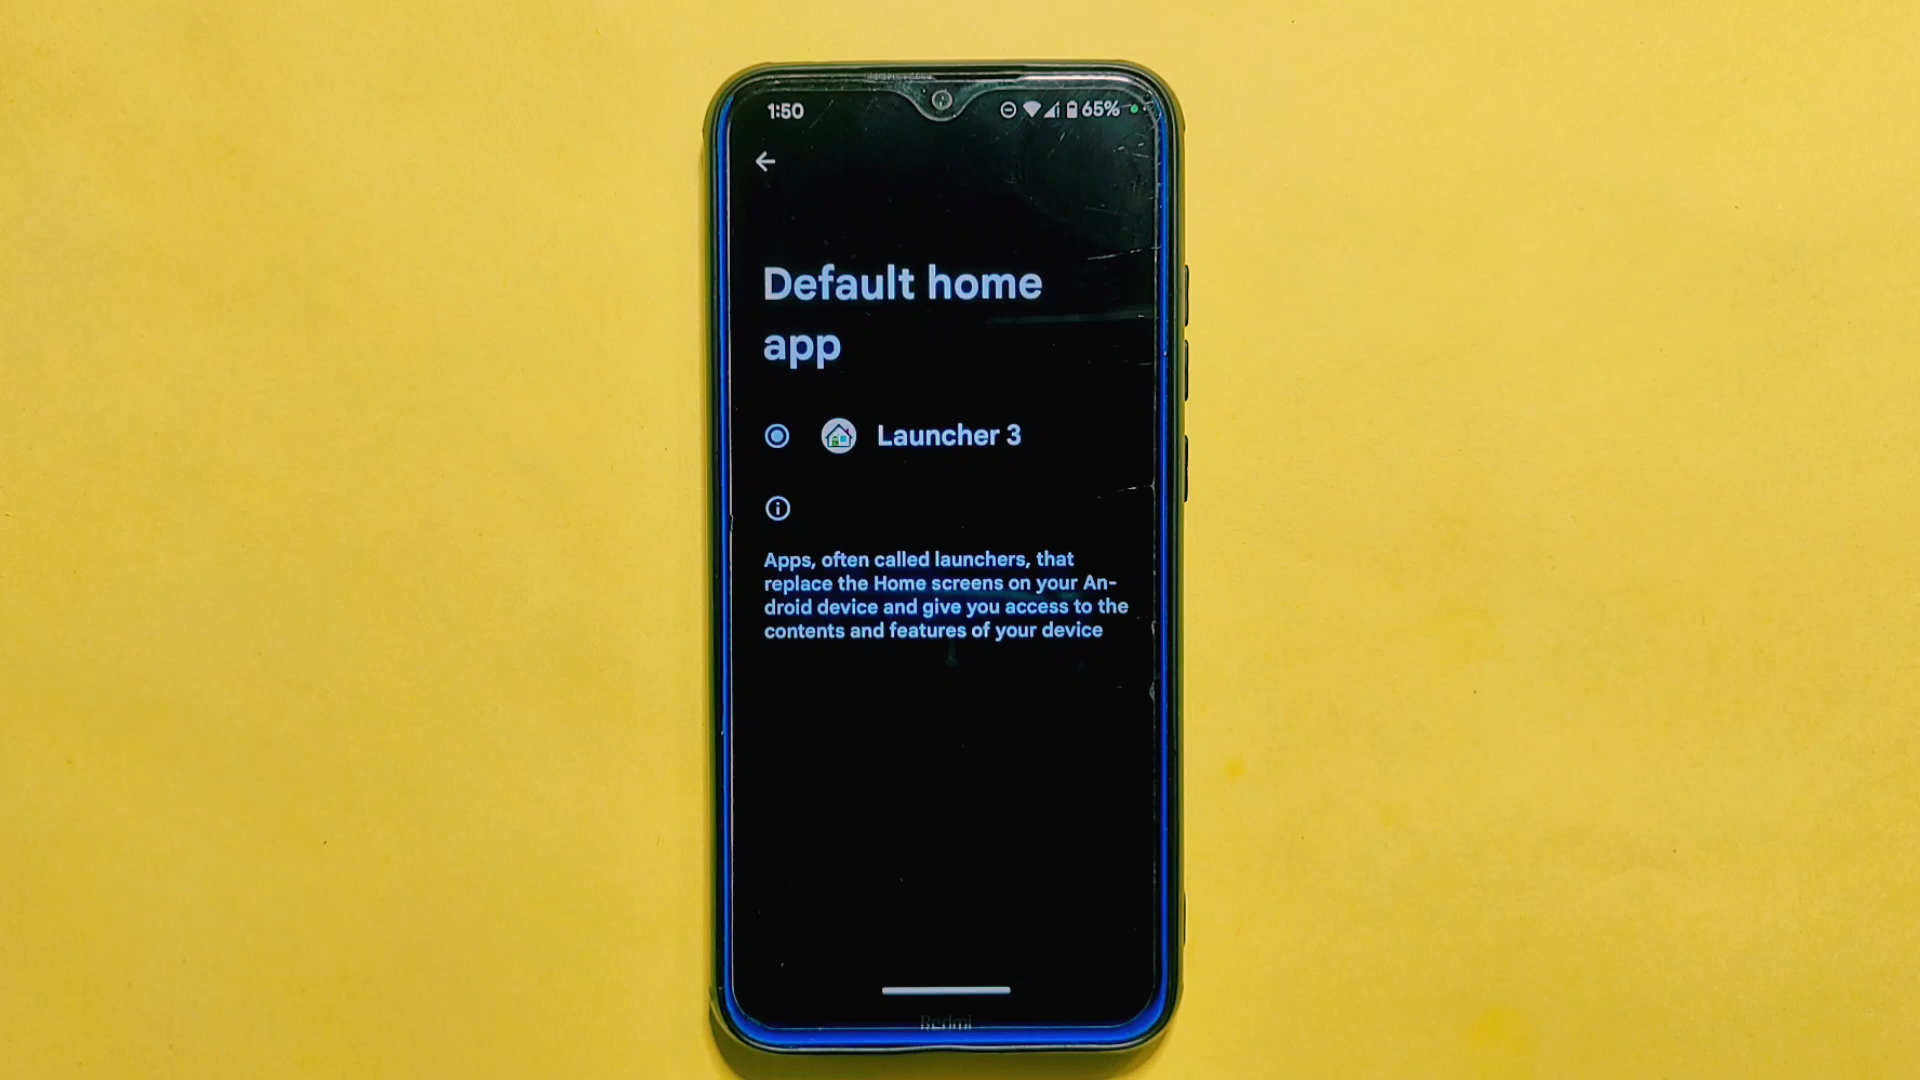 1:50
65%
Default home
app
Launcher 3
Apps, often called launchers, that
replace the Home screens on your An-
droid device and give you access to the
contents and features of your device
Redmi